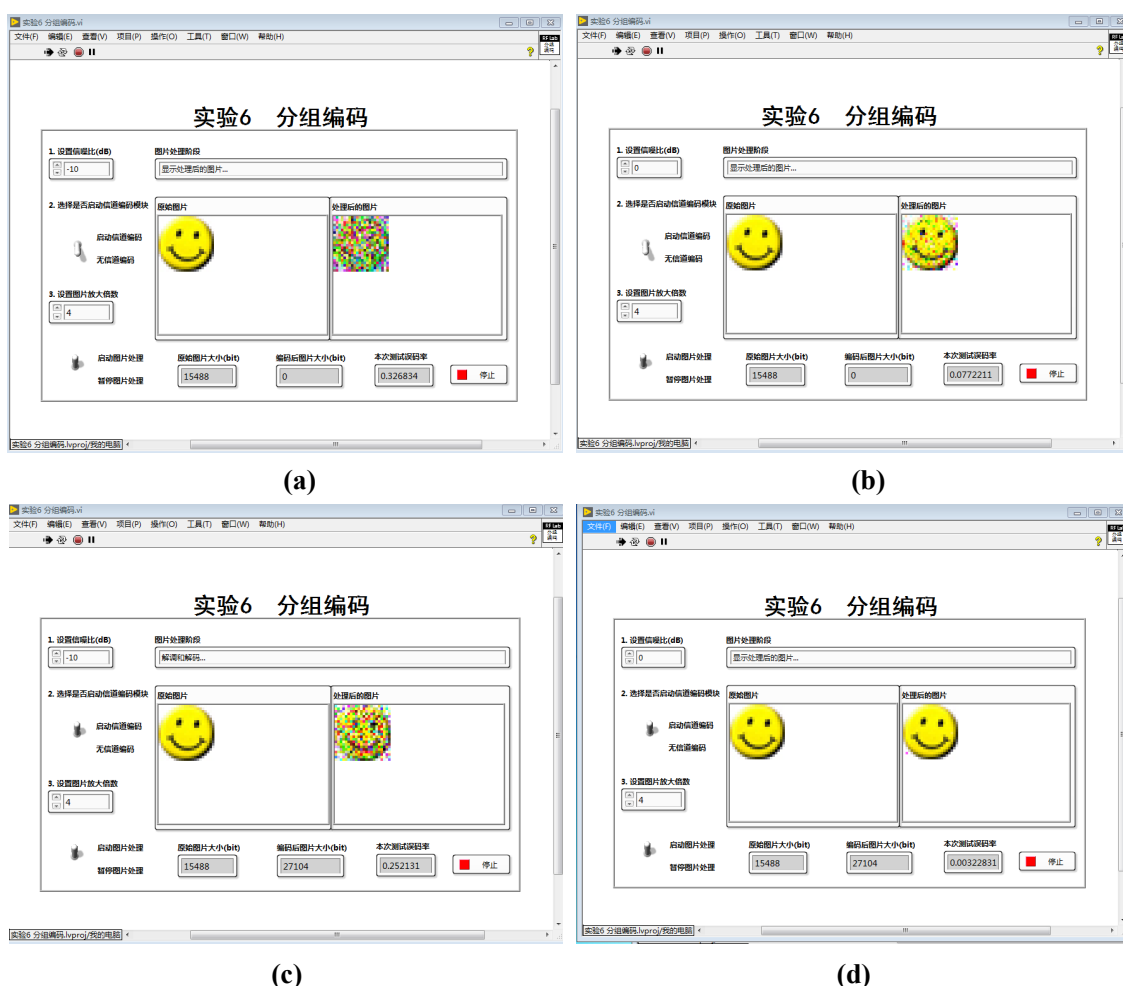 实验6 分组编码.vi
文件(F) 编辑(E) 查看(V) 项目(P) 操作(O) 工具(T) 窗口(W) 帮助(H)
RF Lab
实验6 分组编码
1. 设置信噪比(dB)
-10
图片处理阶段
显示处理后的图片...
2. 选择是否启动信道编码模块
启动信道编码
无信道编码
原始图片
处理后的图片
3. 设置图片放大倍数
4
启动图片处理
暂停图片处理
原始图片大小(bit)
15488
编码后图片大小(bit)
0
本次测试误码率
0.326834
停止
实验6 分组编码.lvproj/我的电脑
(a)
实验6 分组编码.vi
文件(F) 编辑(E) 查看(V) 项目(P) 操作(O) 工具(T) 窗口(W) 帮助(H)
实验6 分组编码
1. 设置信噪比(dB)
0
图片处理阶段
显示处理后的图片...
2. 选择是否启动信道编码模块
启动信道编码
无信道编码
原始图片
处理后的图片
3. 设置图片放大倍数
4
启动图片处理
暂停图片处理
原始图片大小(bit)
15488
编码后图片大小(bit)
0
本次测试误码率
0.0772211
停止
实验6 分组编码.lvproj/我的电脑
(b)
实验6 分组编码.vi
文件(F) 编辑(E) 查看(V) 项目(P) 操作(O) 工具(T) 窗口(W) 帮助(H)
RF Lab
实验6 分组编码
1. 设置信噪比(dB)
-10
图片处理阶段
解调和解码...
2. 选择是否启动信道编码模块
启动信道编码
无信道编码
原始图片
处理后的图片
3. 设置图片放大倍数
4
启动图片处理
暂停图片处理
原始图片大小(bit)
15488
编码后图片大小(bit)
27104
本次测试误码率
0.252131
停止
实验6 分组编码.lvproj/我的电脑
(c)
实验6 分组编码.vi
文件(F) 编辑(E) 查看(V) 项目(P) 操作(O) 工具(T) 窗口(W) 帮助(H)
实验6 分组编码
1. 设置信噪比(dB)
0
图片处理阶段
显示处理后的图片...
2. 选择是否启动信道编码模块
启动信道编码
无信道编码
原始图片
处理后的图片
3. 设置图片放大倍数
4
启动图片处理
暂停图片处理
原始图片大小(bit)
15488
编码后图片大小(bit)
27104
本次测试误码率
0.00322831
停止
实验6 分组编码.lvproj/我的电脑
(d)